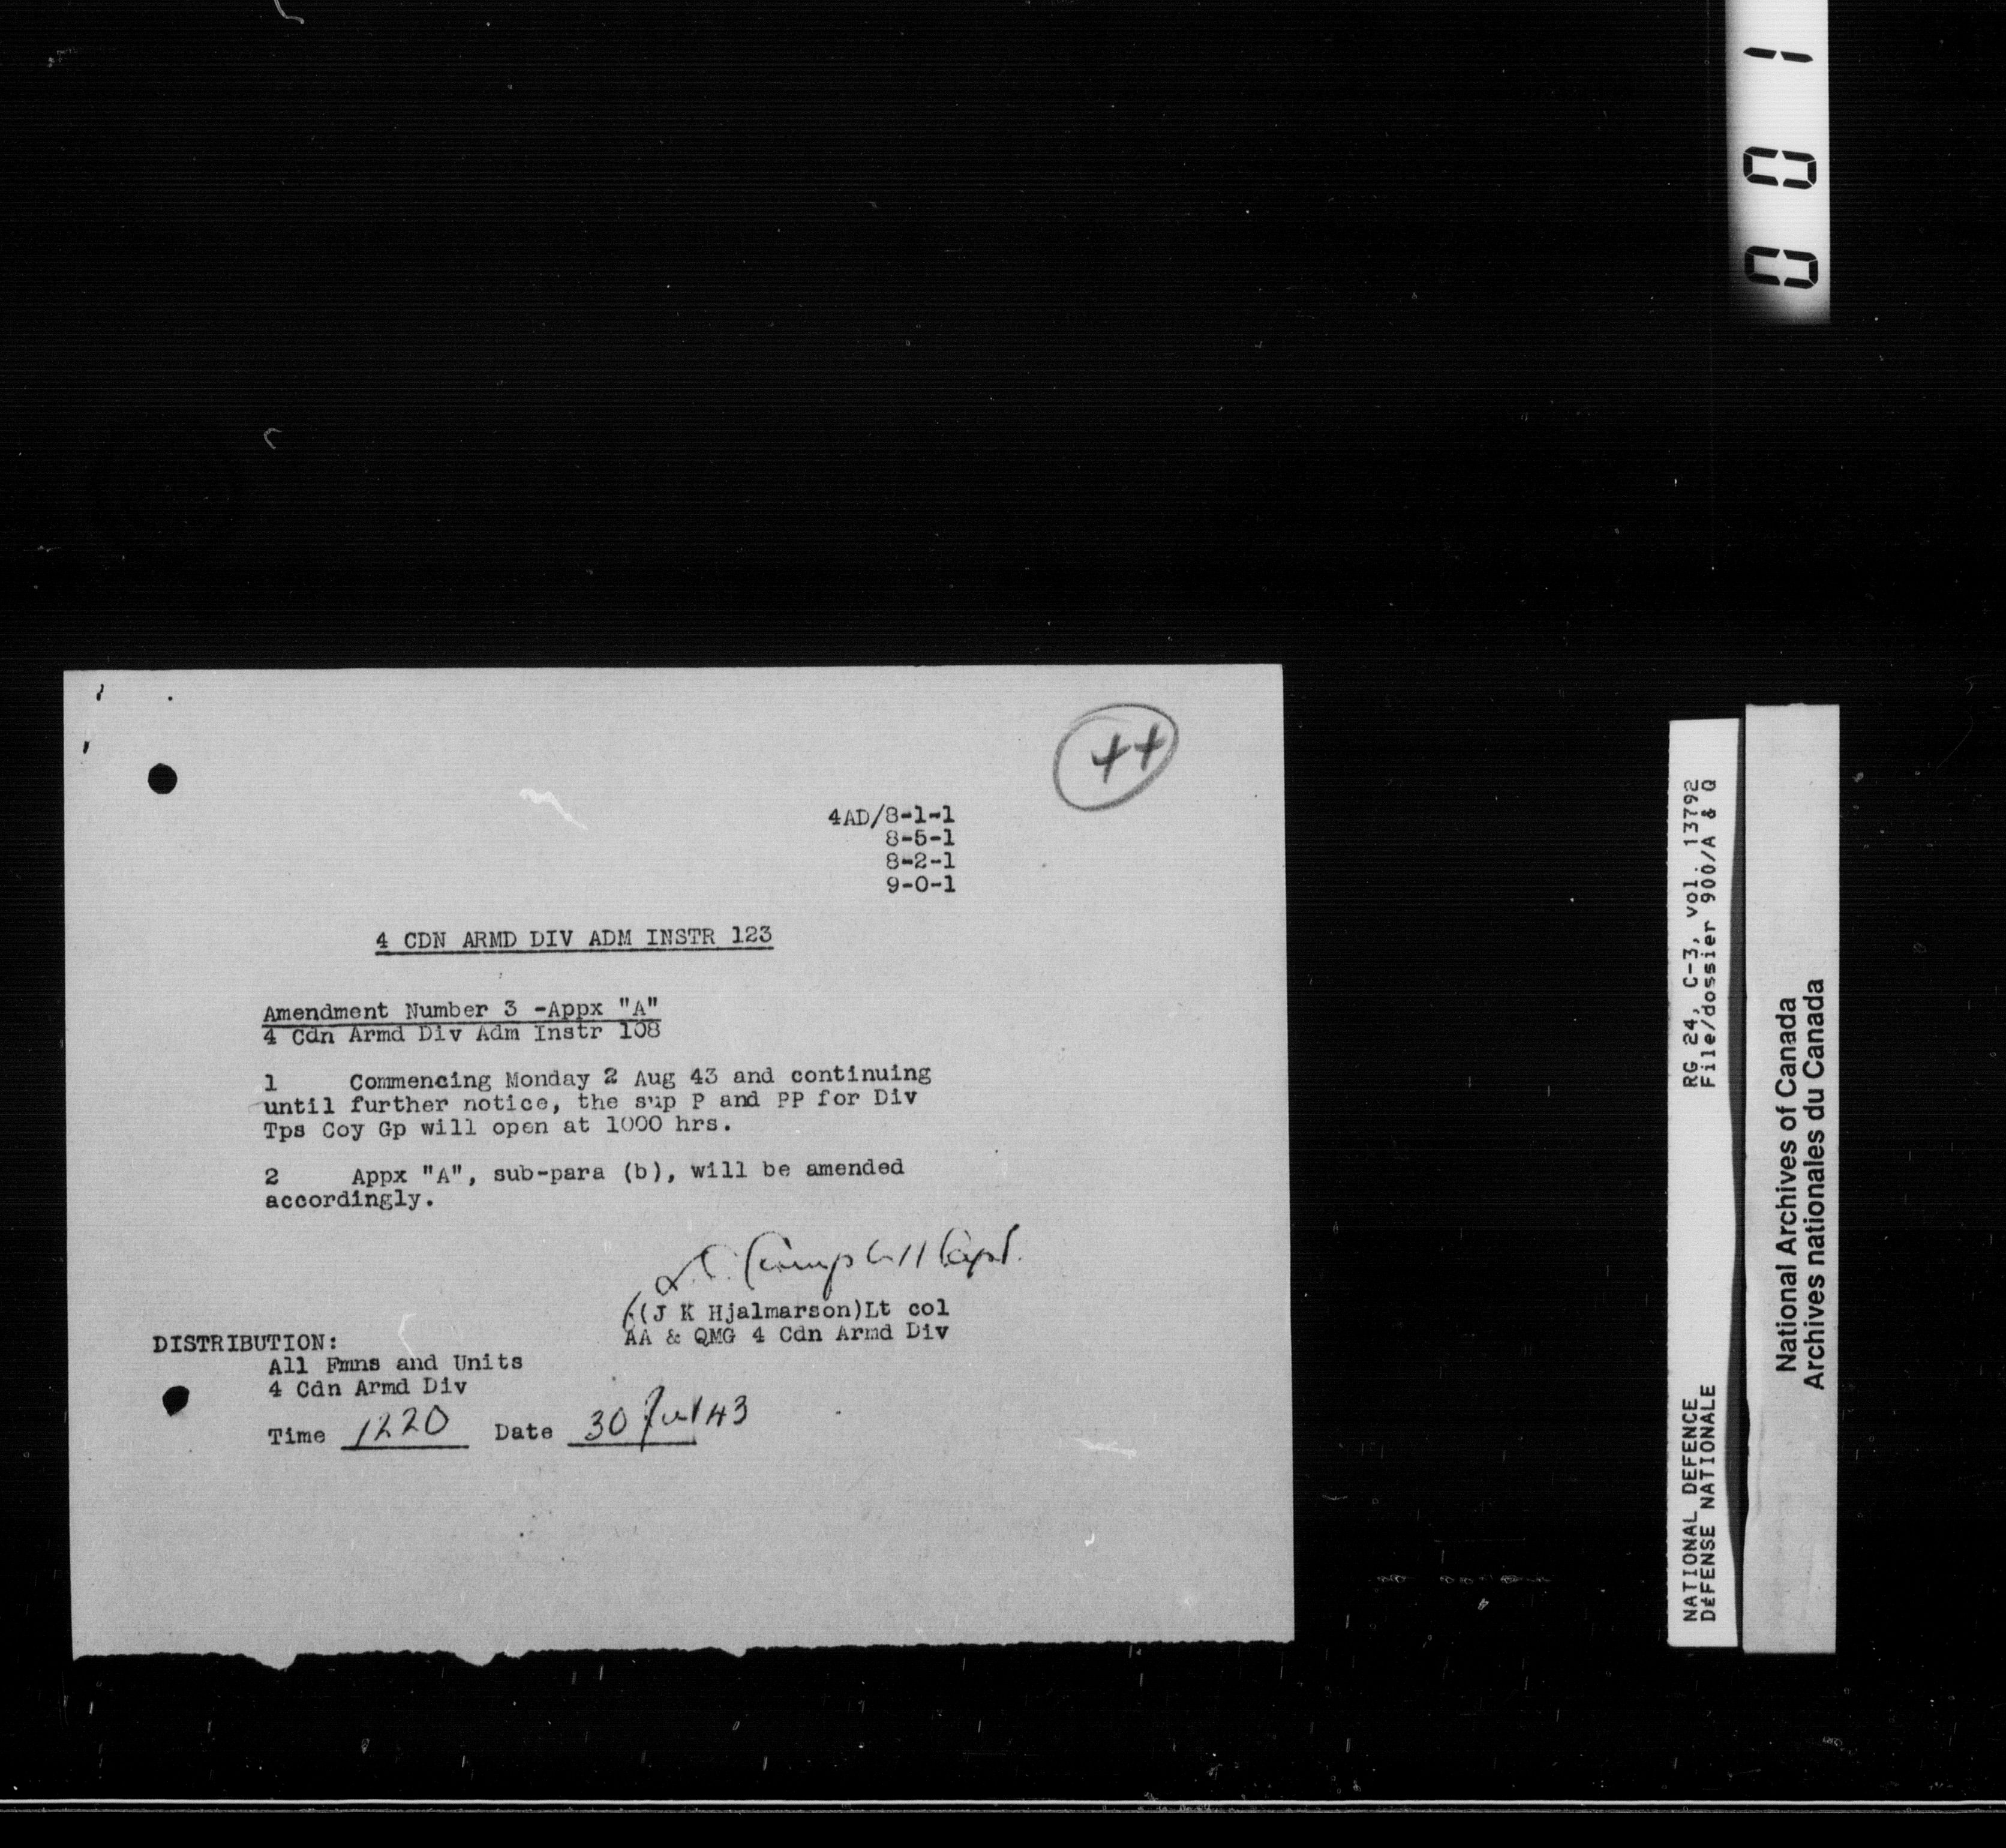 44
4AD/8-1-1
8-5-1
8-2-1
9-0-1
4 CDN ARMD DIV ADM INSTR 123
Amendment Number 3 -Appx "A"
4 Cdn Armd Div Adm Instr 108
1 Commencing Monday 2 Aug 43 and continuing
until further notice, the sup P and PP for Div
Tps Coy Gp will open at 1000 hrs.
2 Appx "A", sub-para (b), will be amended
accordingly.
Campbell Capt.
(J K Hjalmarson)Lt col
AA & QMG 4 Cdn Armd Div
DISTRIBUTION:
All Fmns and Units
4 Cdn Armd Div
Time 1220 Date 30 Jul 43
001
RG 24, C-3, vol. 13792
File/dossier 900/A & Q
NATIONAL DEFENCE
DÉFENSE NATIONALE
National Archives of Canada
Archives nationales du Canada